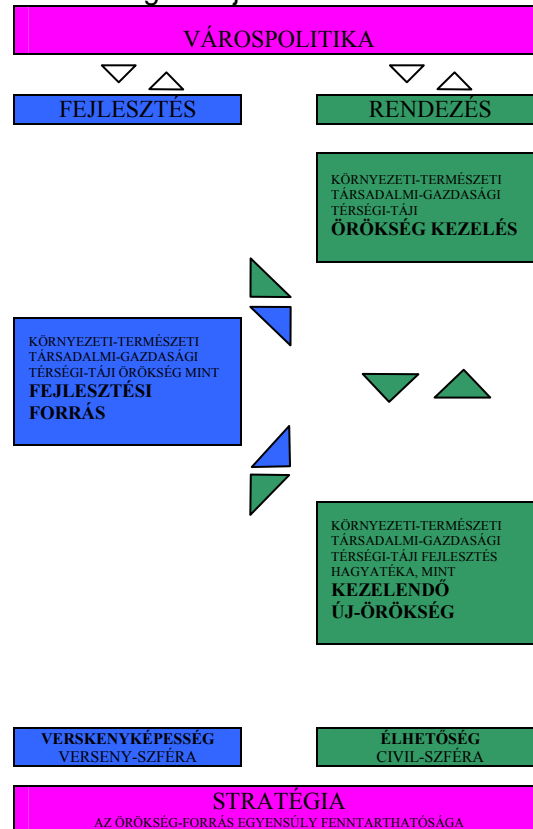 VÁROSPOLITIKA
FEJLESZTÉS
RENDEZÉS
KÖRNYEZETI-TERMÉSZETI
TÁRSADALMI-GAZDASÁGI
TÉRSÉGI-TÁJI
ÖRÖKSÉG KEZELÉS
KÖRNYEZETI-TERMÉSZETI
TÁRSADALMI-GAZDASÁGI
TÉRSÉGI-TÁJI ÖRÖKSÉG MINT
FEJLESZTÉSI
FORRÁS
KÖRNYEZETI-TERMÉSZETI
TÁRSADALMI-GAZDASÁGI
TÉRSÉGI-TÁJI FEJLESZTÉS
HAGYATÉKA, MINT
KEZELENDŐ
ÚJ-ÖRÖKSÉG
VERSKENYKÉPESSÉG
VERSENY-SZFÉRA
ÉLHETŐSÉG
CIVIL-SZFÉRA
STRATÉGIA
AZ ÖRÖKSÉG-FORRÁS EGYENSÚLY FENNTARTHATÓSÁGA